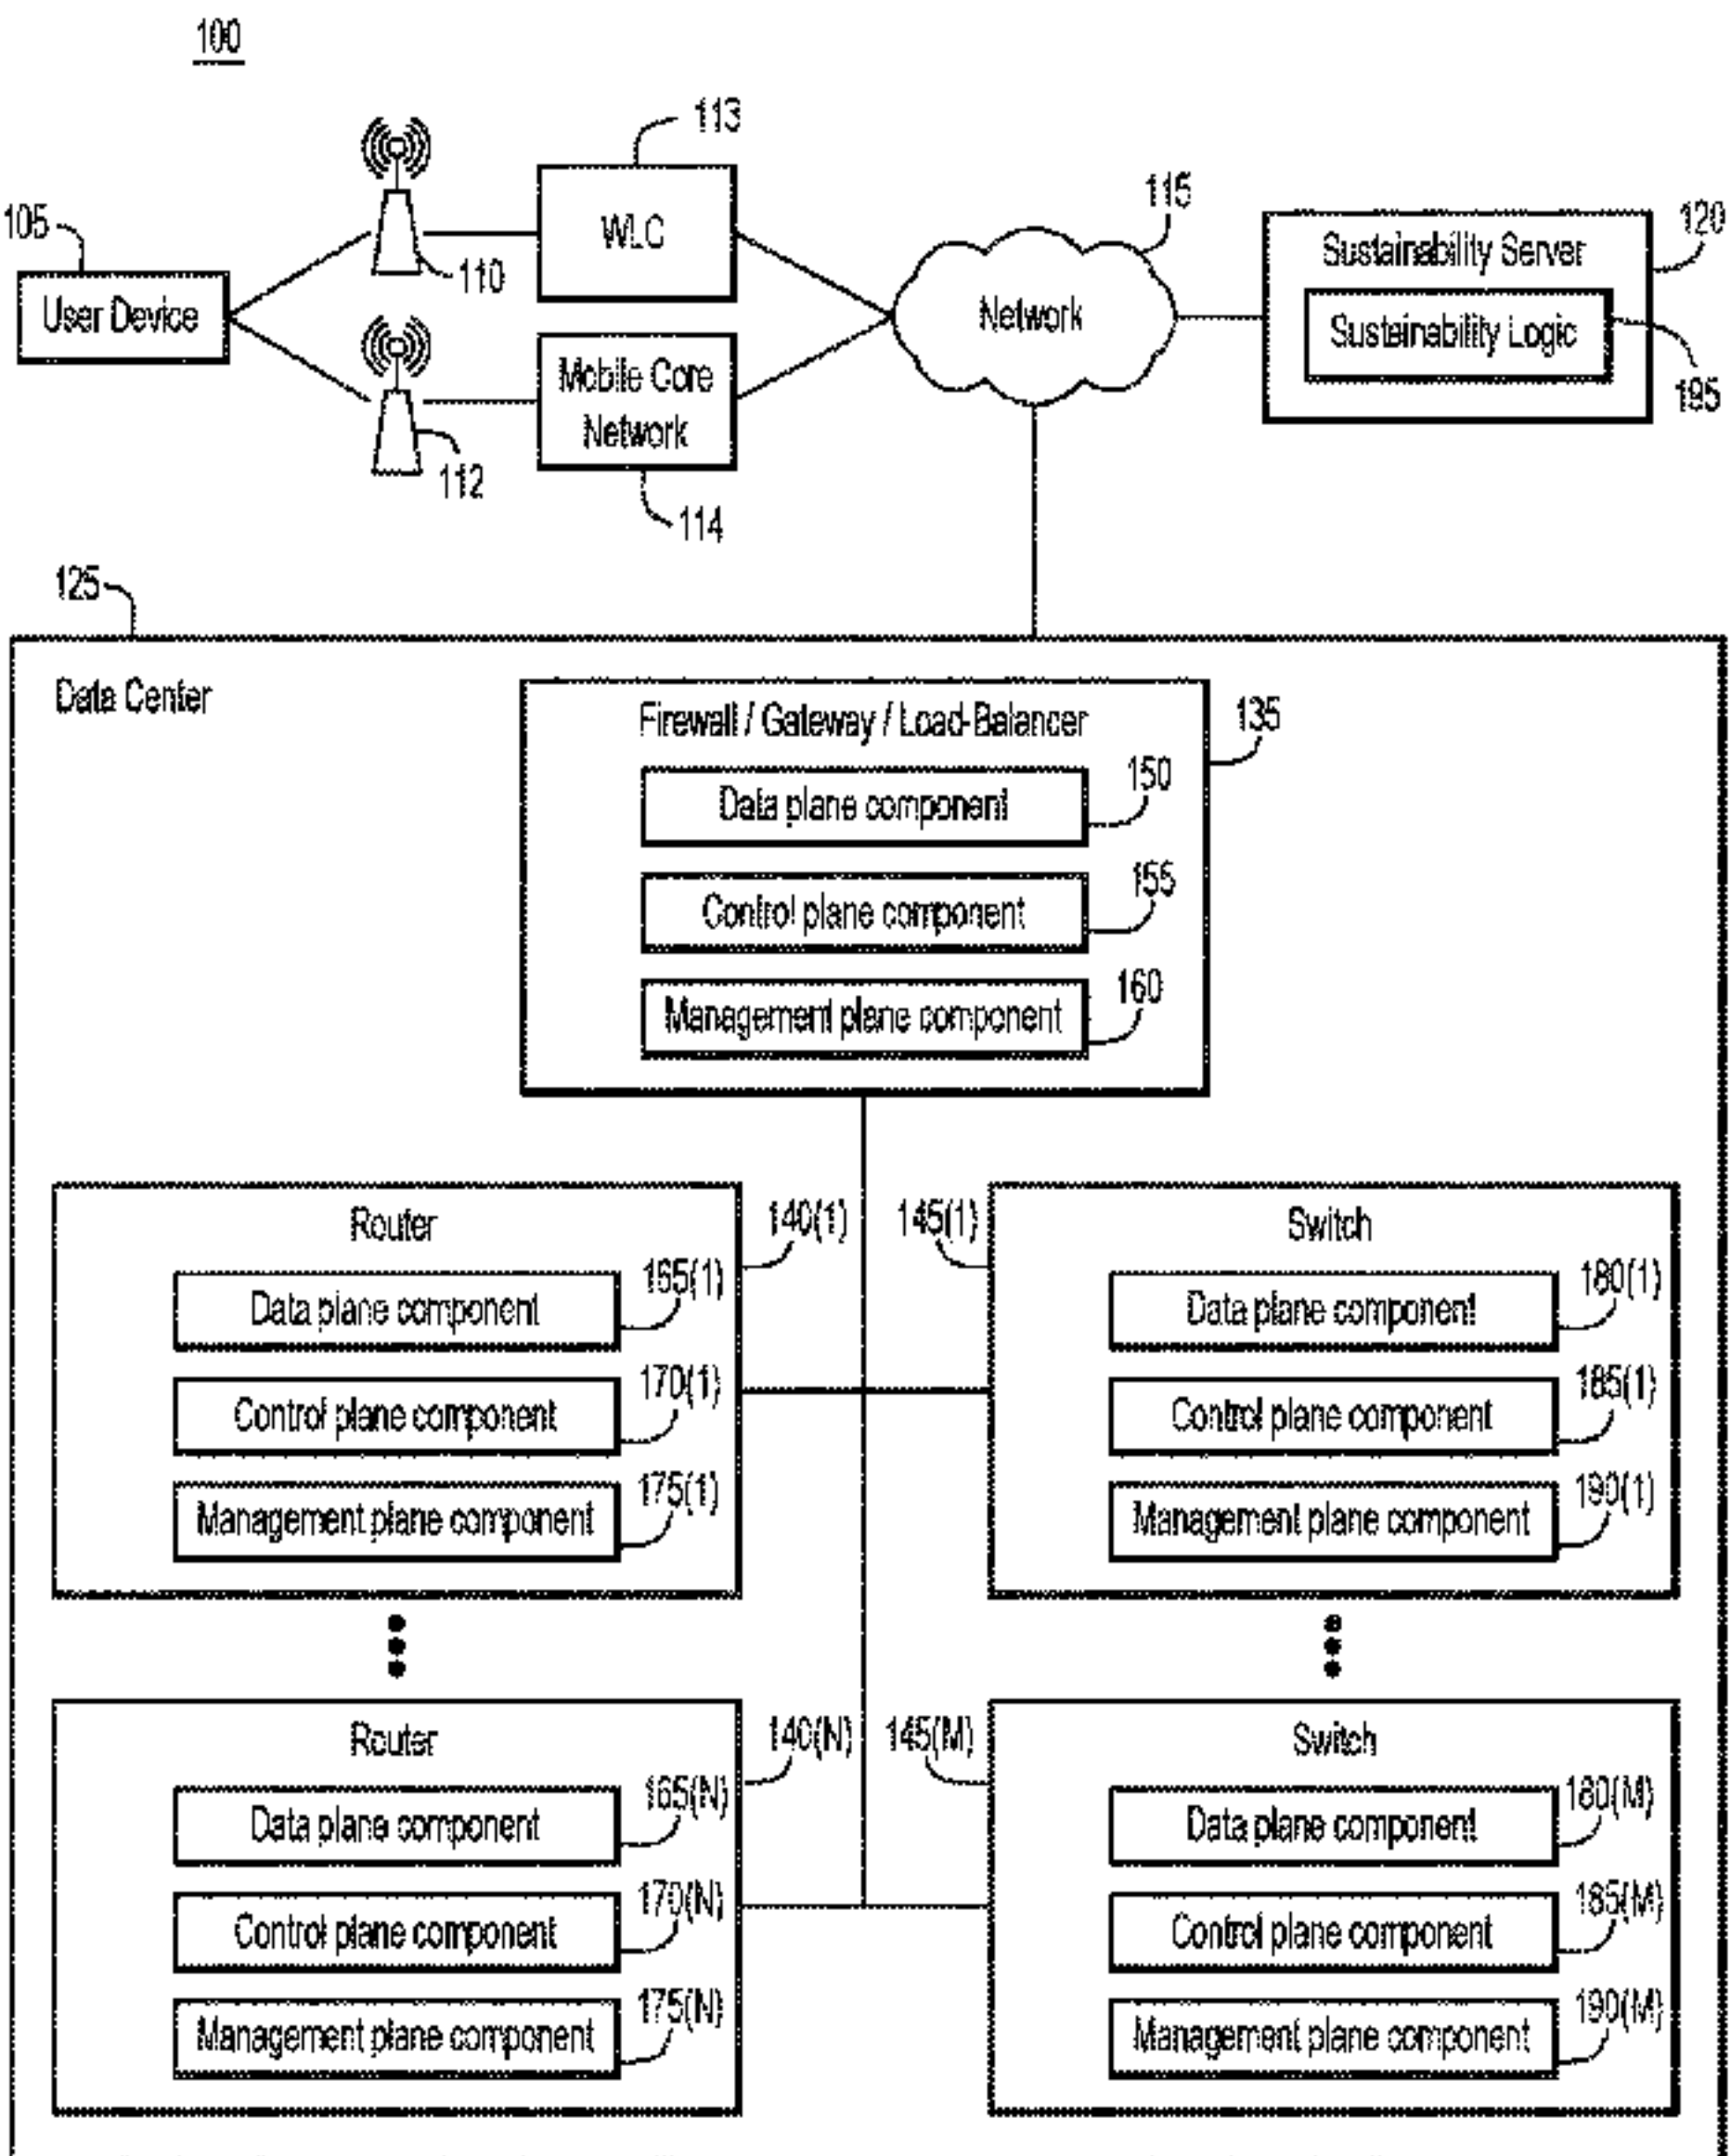 100
113
115
105
WLC
120
Sustainability Server
110
User Device
Network
Sustainability Logic
Mobile Core
Network
195
112
114
125
Data Center
Firewall / Gateway / Load-Balancer
135
150
Data plane component
155
Control plane component
160
Management plane component
Router
140(1)
145(1)
Switch
165(1)
180(1)
Data plane component
Data plane component
170(1)
185(1)
Control plane component
Control plane component
175(1)
190(1)
Management plane component
Management plane component
Router
140(N)
145(M)
Switch
165(N)
180(M)
Data plane component
Data plane component
170(N)
185(M)
Control plane component
Control plane component
175(N)
190(M)
Management plane component
Management plane component